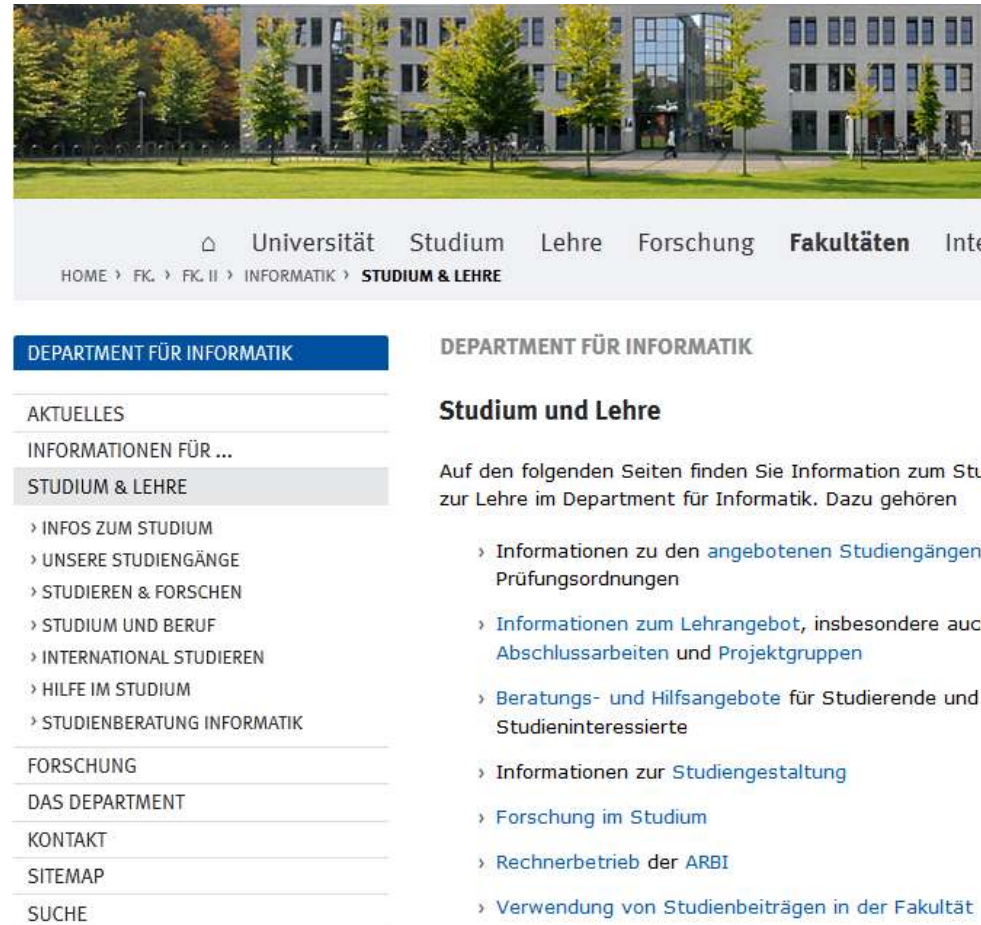 Universität Studium Lehre Forschung Fakultäten Inte
HOME › FK. › FK. II › INFORMATIK › STUDIUM & LEHRE
DEPARTMENT FÜR INFORMATIK
AKTUELLES
INFORMATIONEN FÜR ...
STUDIUM & LEHRE
› INFOS ZUM STUDIUM
› UNSERE STUDIENGÄNGE
› STUDIEREN & FORSCHEN
› STUDIUM UND BERUF
› INTERNATIONAL STUDIEREN
› HILFE IM STUDIUM
› STUDIENBERATUNG INFORMATIK
FORSCHUNG
DAS DEPARTMENT
KONTAKT
SITEMAP
SUCHE
DEPARTMENT FÜR INFORMATIK
Studium und Lehre
Auf den folgenden Seiten finden Sie Information zum Stu
zur Lehre im Department für Informatik. Dazu gehören
› Informationen zu den angebotenen Studiengängen
Prüfungsordnungen
› Informationen zum Lehrangebot, insbesondere auc
Abschlussarbeiten und Projektgruppen
› Beratungs- und Hilfsangebote für Studierende und
Studieninteressierte
› Informationen zur Studiengestaltung
› Forschung im Studium
› Rechnerbetrieb der ARBI
› Verwendung von Studienbeiträgen in der Fakultät